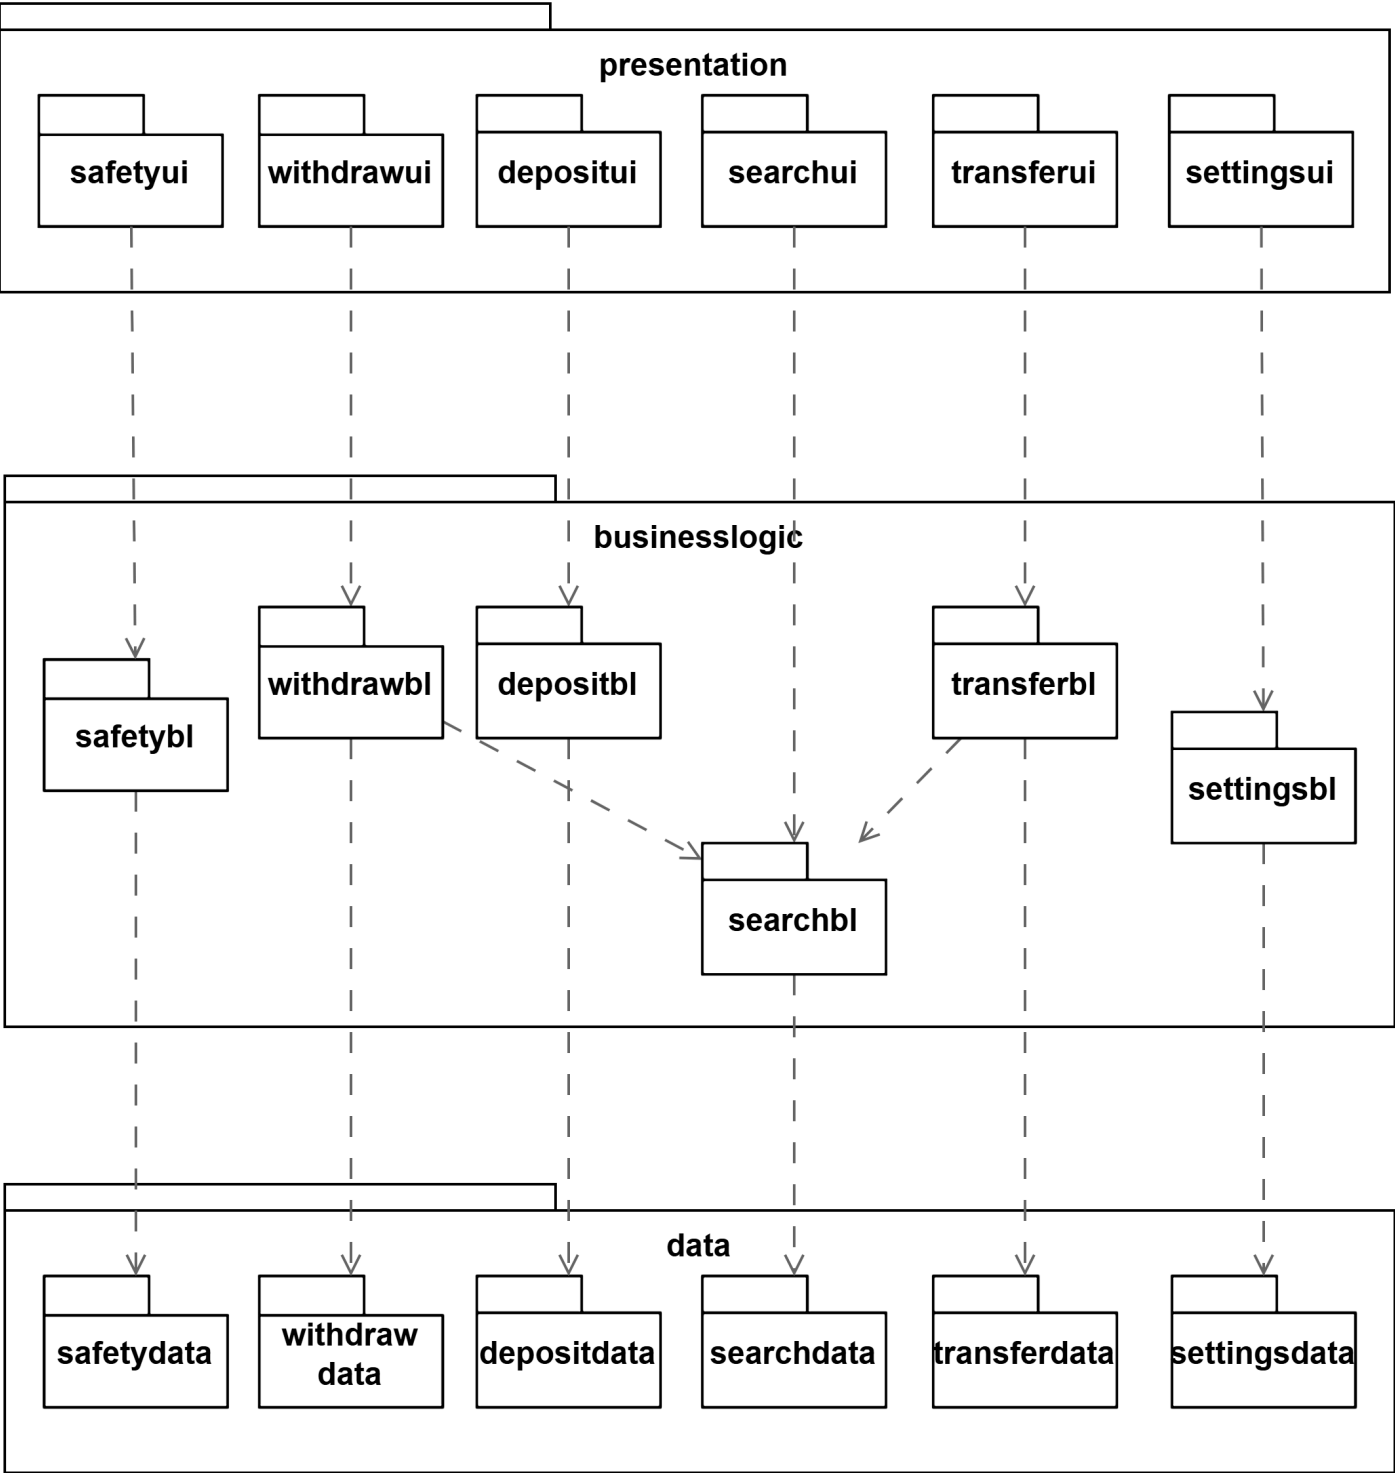 presentation
safetyui
withdrawui
depositui
searchui
transferui
settingsui
businesslogic
withdrawbl
depositbl
transferbl
safetybl
settingsbl
searchbl
data
safetydata
withdraw
data
depositdata
searchdata
transferdata
settingsdata